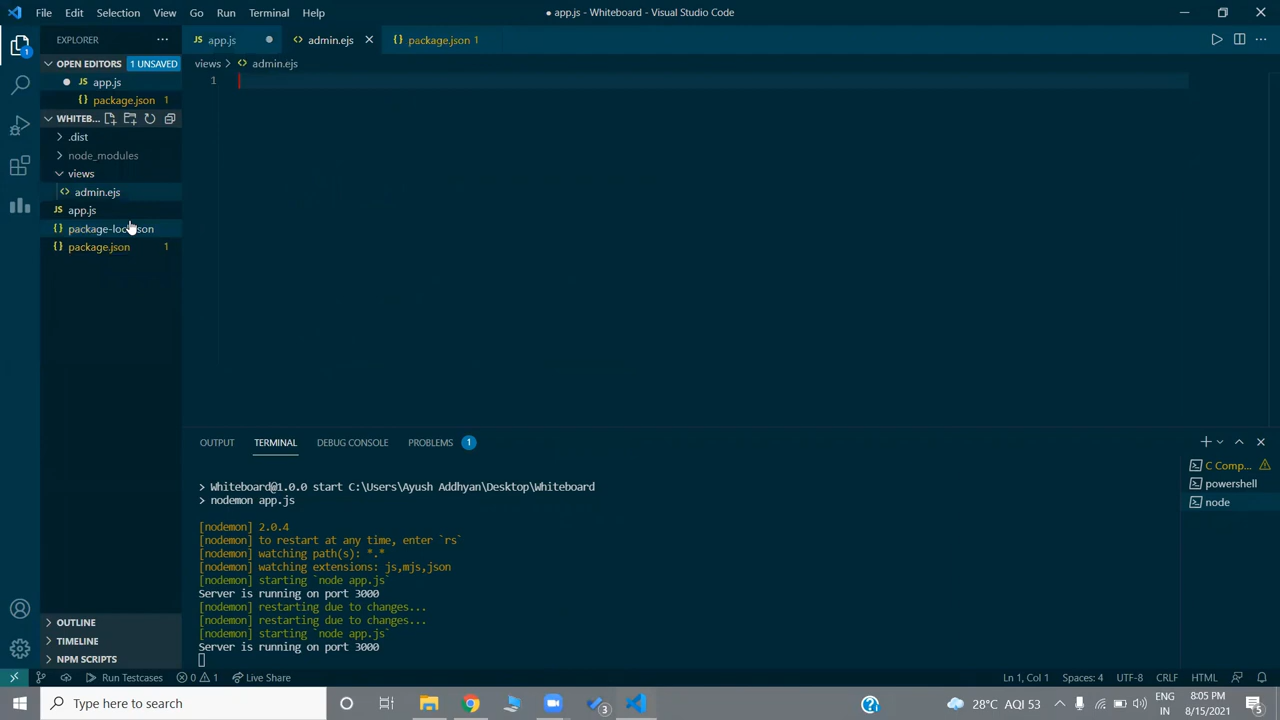 File Edit Selection View Go Run Terminal Help
● app.js - Whiteboard - Visual Studio Code
EXPLORER
JS app.js
<> admin.ejs
{} package.json 1
OPEN EDITORS 1 UNSAVED
views > <> admin.ejs
JS app.js
1
{} package.json 1
WHITEB...
.dist
node_modules
views
<> admin.ejs
JS app.js
{} package-loc son
{} package.json 1
OUTPUT TERMINAL DEBUG CONSOLE PROBLEMS 1
> Whiteboard@1.0.0 start C:\Users\Ayush Addhyan\Desktop\Whiteboard
> nodemon app.js
[nodemon] 2.0.4
[nodemon] to restart at any time, enter `rs`
[nodemon] watching path(s): *.*
[nodemon] watching extensions: js,mjs,json
[nodemon] starting `node app.js`
Server is running on port 3000
[nodemon] restarting due to changes...
[nodemon] restarting due to changes...
[nodemon] starting `node app.js`
Server is running on port 3000
C Comp...
powershell
node
OUTLINE
TIMELINE
NPM SCRIPTS
Run Testcases 0 1 Live Share
Ln 1, Col 1 Spaces: 4 UTF-8 CRLF HTML
Type here to search
3
28°C AQI 53
ENG
IN
8:05 PM
8/15/2021
5